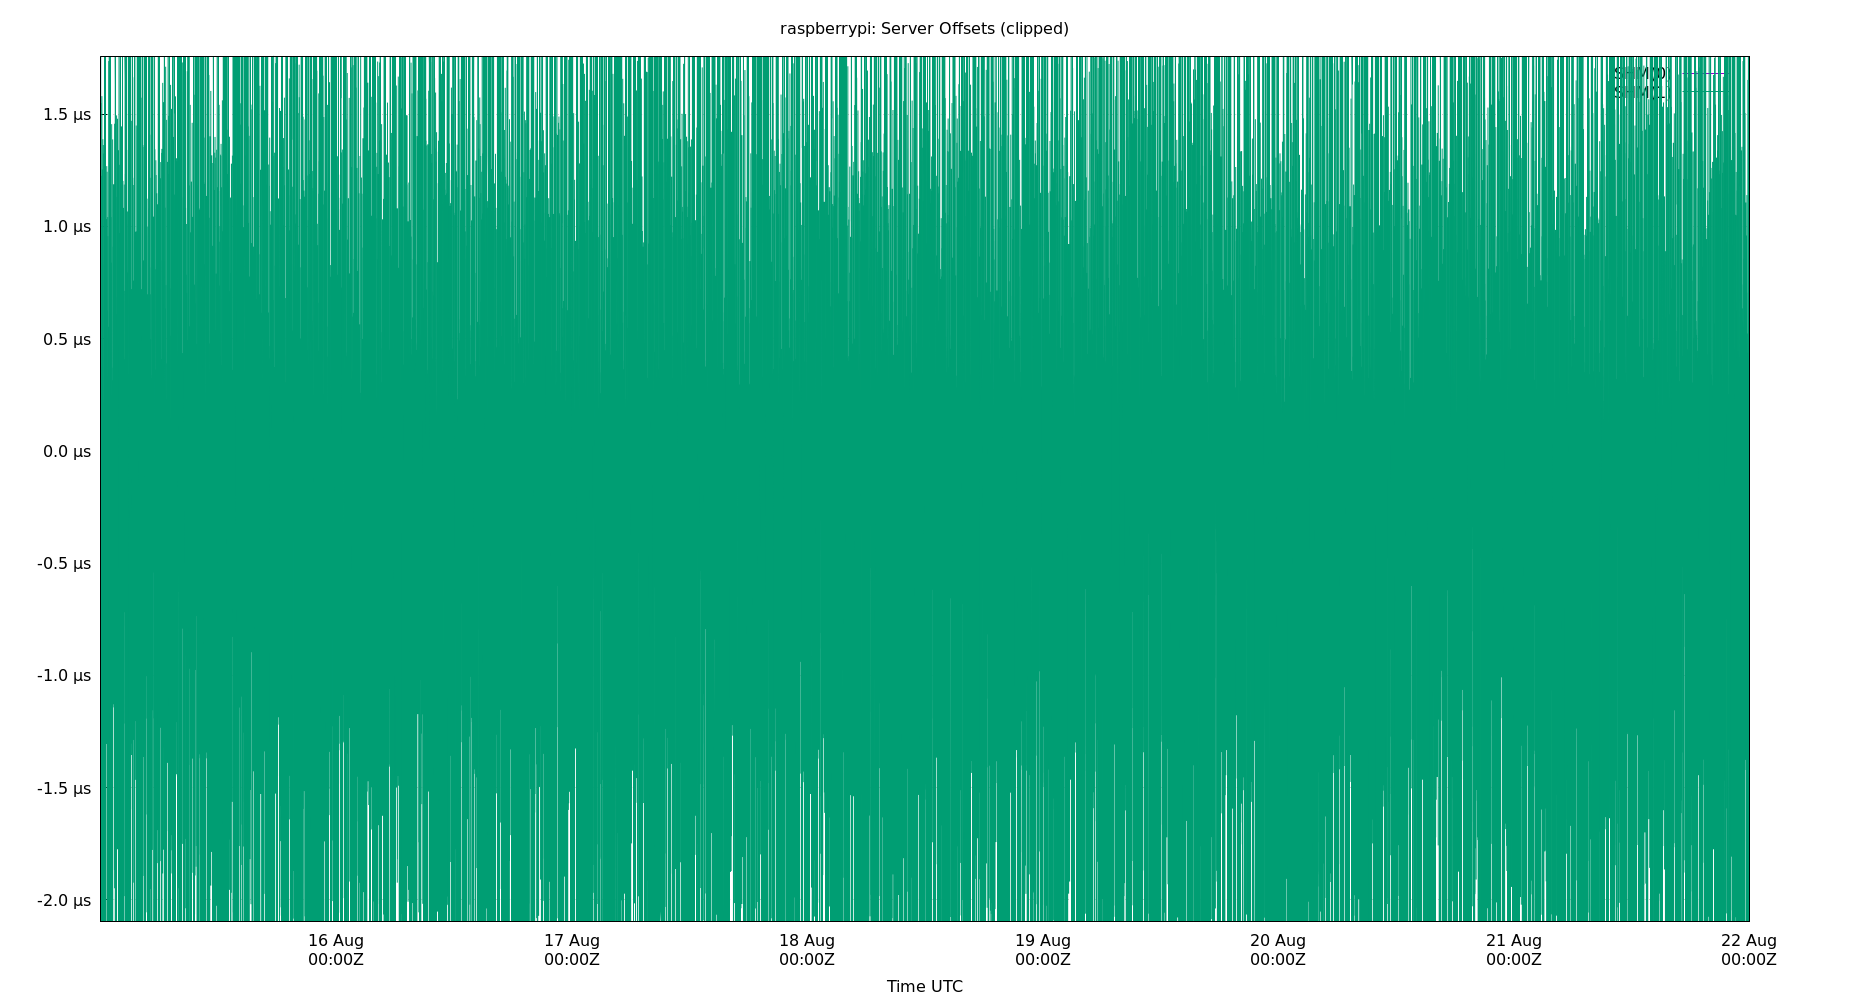 raspberrypi: Server Offsets (clipped)
SHM(0)
1.5 µs
1.0 µs
0.5 µs
0.0 µs
-0.5 µs
-1.0 µs
-1.5 µs
-2.0 µs
16 Aug 17 Aug 18 Aug 19 Aug 20 Aug 21 Aug 22 Aug
00:00Z 00:00Z 00:00Z 00:00Z 00:00Z 00:00Z 00:00Z
Time UTC